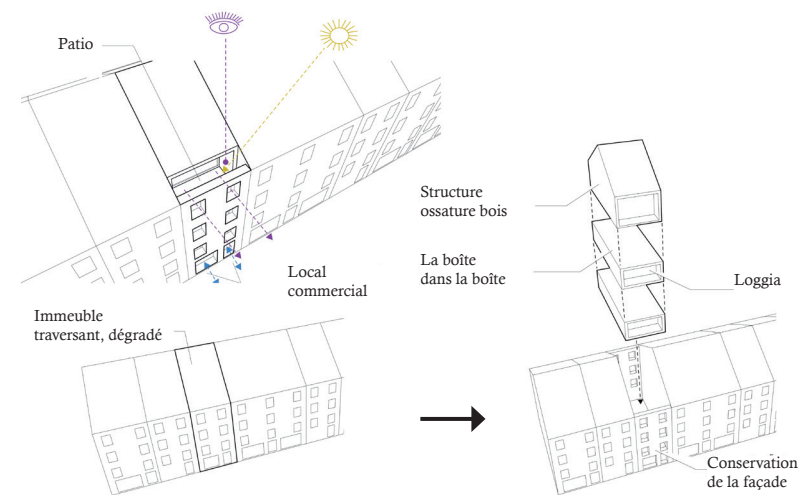 Patio
Local
commercial
Immeuble
traversant, dégradé
Structure
ossature bois
La boîte
dans la boîte
Loggia
Conservation
de la façade